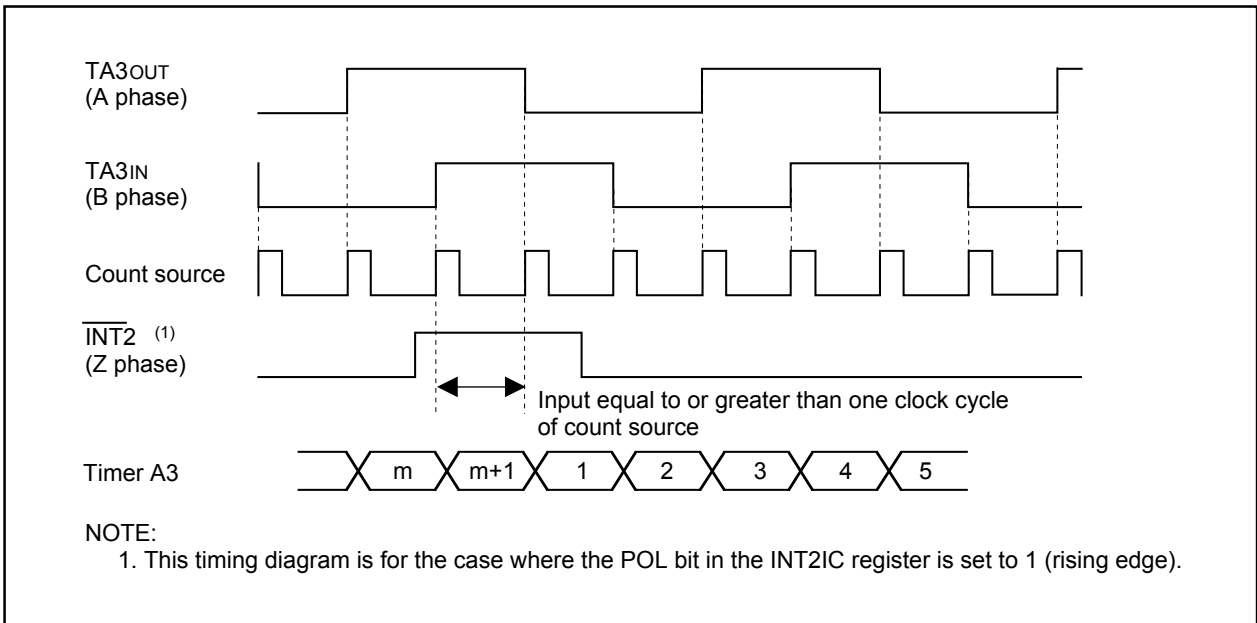 TA3OUT
(A phase)
TA3IN
(B phase)
Count source
INT2 (1)
(Z phase)
Input equal to or greater than one clock cycle
of count source
Timer A3 m m+1 1 2 3 4 5
NOTE:
1. This timing diagram is for the case where the POL bit in the INT2IC register is set to 1 (rising edge).